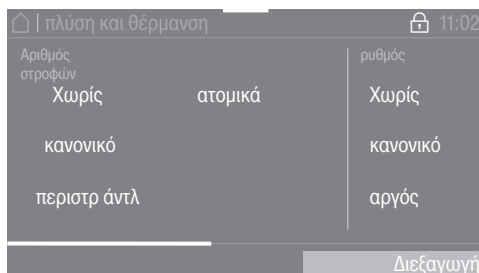 πλύση και θέρμανση 11:02
Αριθμός στροφών
Χωρίς ατομικά
κανονικό
περιστρ άντλ
ρυθμός
Χωρίς
κανονικό
αργός
Διεξαγωγή